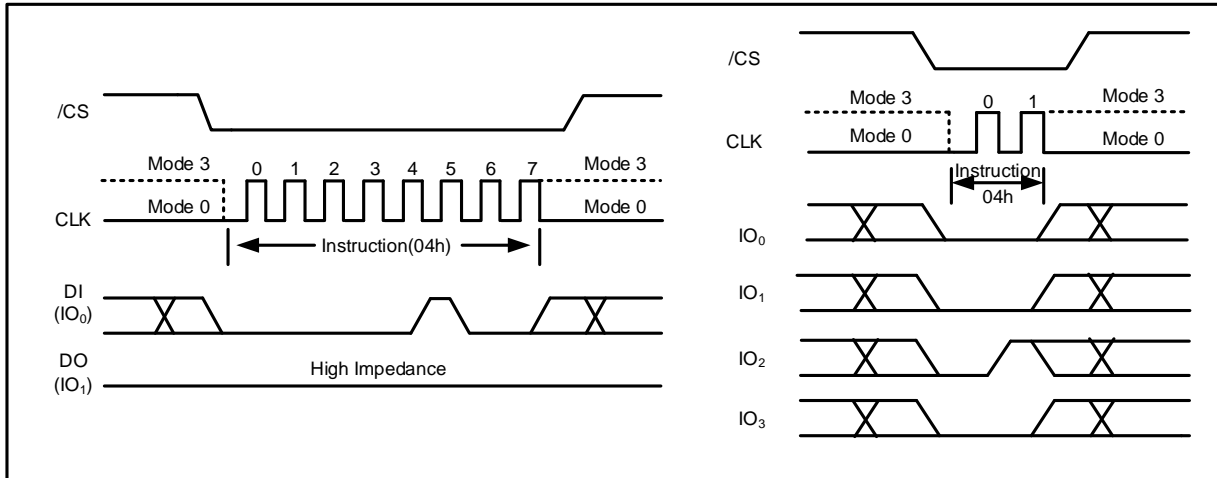 /CS
Mode 3
0 1 2 3 4 5 6 7
Mode 3
CLK
Mode 0
Mode 0
Instruction(04h)
DI
(IO0)
DO
(IO1)
High Impedance
/CS
Mode 3
0 1
Mode 3
CLK
Mode 0
Mode 0
Instruction
04h
IO0
IO1
IO2
IO3